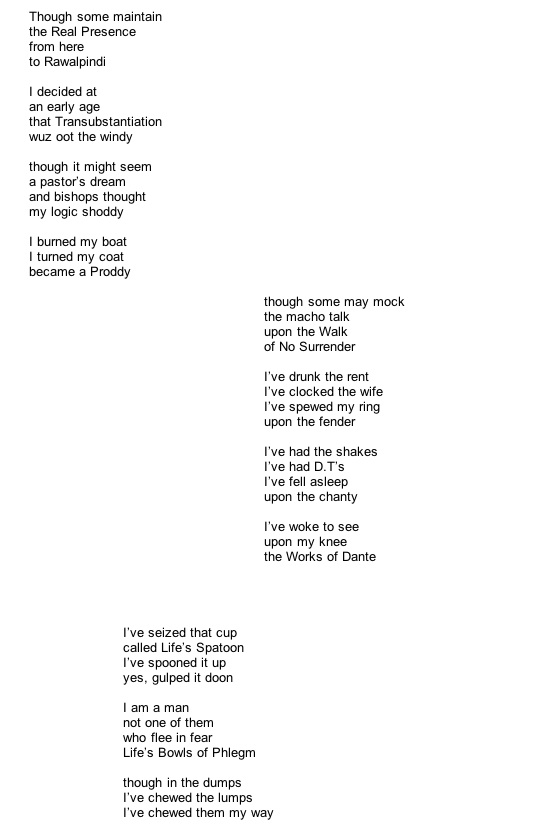 Though some maintain
the Real Presence
from here
to Rawalpindi

I decided at
an early age
that Transubstantiation
wuz oot the windy

though it might seem
a pastor's dream
and bishops thought
my logic shoddy

I burned my boat
I turned my coat
became a Proddy

though some may mock
the macho talk
upon the Walk
of No Surrender

I've drunk the rent
I've clocked the wife
I've spewed my ring
upon the fender

I've had the shakes
I've had D.T's
I've fell asleep
upon the chanty

I've woke to see
upon my knee
the Works of Dante

I've seized that cup
called Life's Spatoon
I've spooned it up
yes, gulped it doon

I am a man
not one of them
who flee in fear
Life's Bowls of Phlegm

though in the dumps
I've chewed the lumps
I've chewed them my way